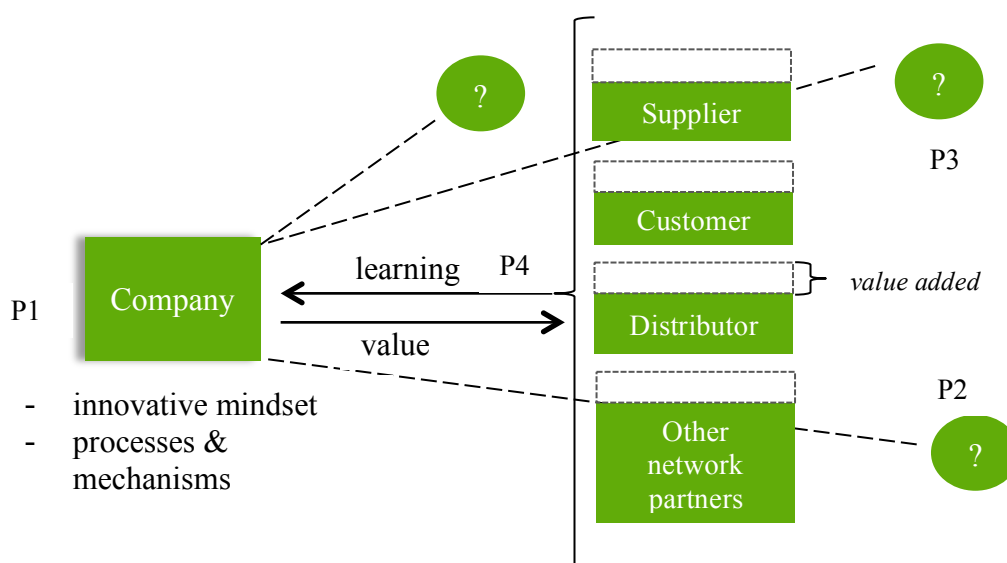 ?
?
Supplier
P3
Customer
learning
P4
Company
P1
value added
Distributor
value
- innovative mindset
- processes &
mechanisms
P2
Other
network
partners
?